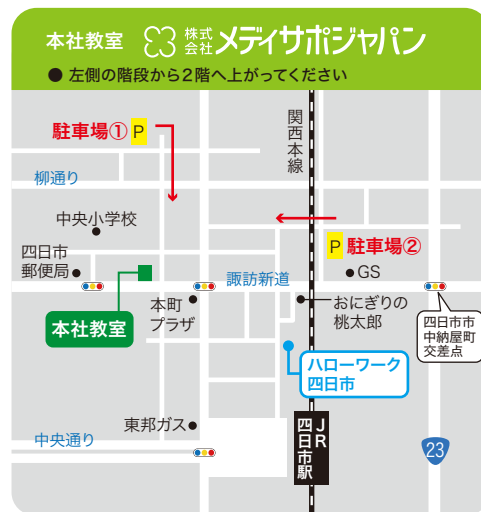 本社教室 株式会社 メディサポジャパン
● 左側の階段から2階へ上がってください
駐車場① P
関西本線
柳通り
中央小学校
四日市
郵便局
P 駐車場②
GS
諏訪新道
本社教室
本町
プラザ
おにぎりの
桃太郎
四日市市
中納屋町
交差点
ハローワーク
四日市
東邦ガス
中央通り
JR
四日市駅
23